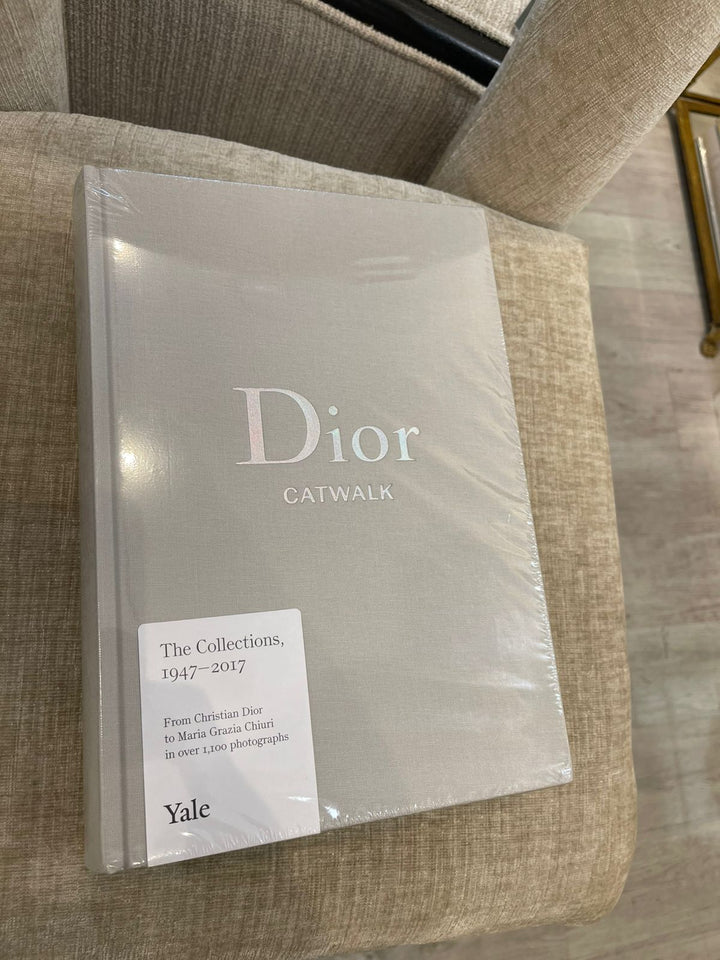 Dior
CATWALK
The Collections,
1947–2017
From Christian Dior
to Maria Grazia Chiuri
in over 1,100 photographs
Yale